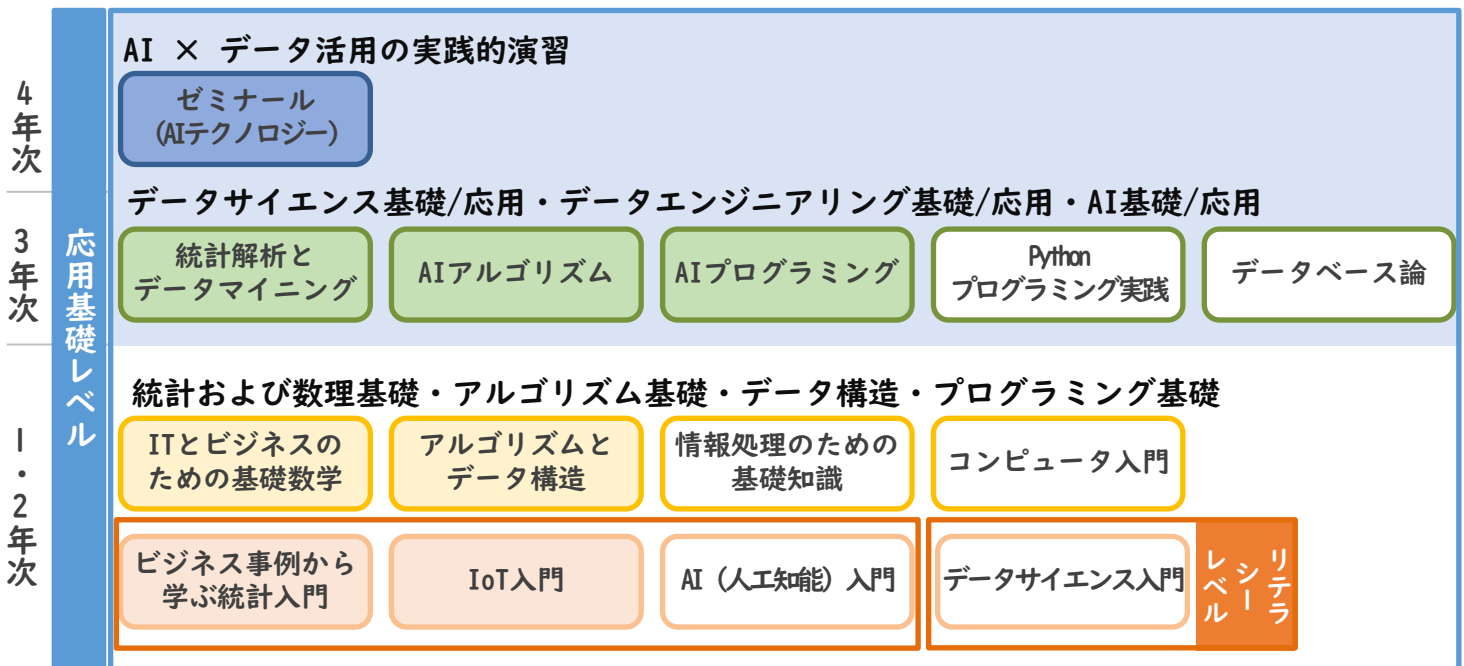 4年次
3年次
1・2年次
応用基礎レベル
AI × データ活用の実践的演習
ゼミナール
(AIテクノロジー)
データサイエンス基礎/応用・データエンジニアリング基礎/応用・AI基礎/応用
統計解析と
データマイニング
AIアルゴリズム
AIプログラミング
Python
プログラミング実践
データベース論
統計および数理基礎・アルゴリズム基礎・データ構造・プログラミング基礎
ITとビジネスの
ための基礎数学
アルゴリズムと
データ構造
情報処理のための
基礎知識
コンピュータ入門
ビジネス事例から
学ぶ統計入門
IoT入門
AI（人工知能）入門
データサイエンス入門
リテラ
シー
レベル